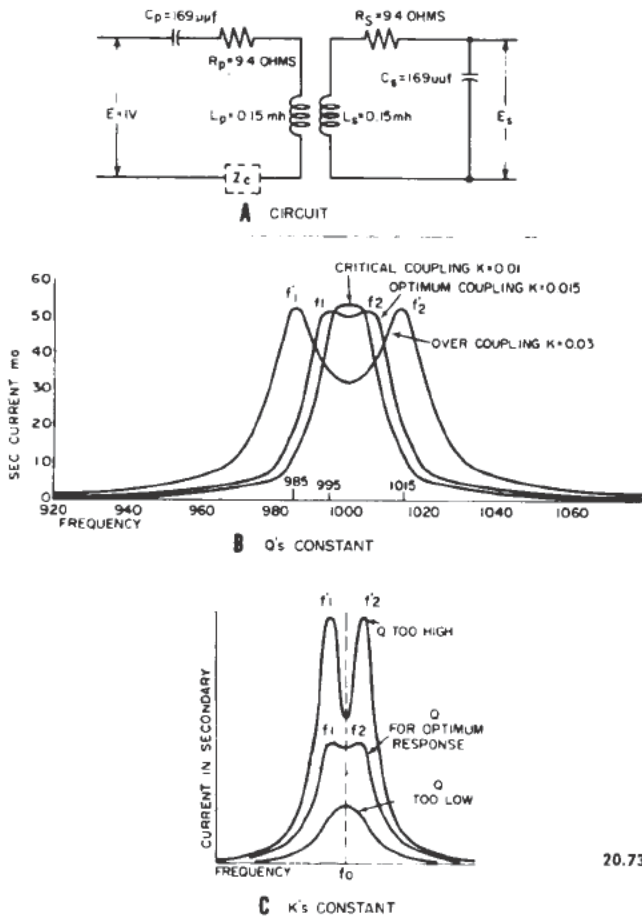 Cp=169µµf
RS=9.4 OHMS
Rp=9.4 OHMS
Cs=169uuf
E=1V
Lp=0.15mh
Ls=0.15mh
Es
Zc
A CIRCUIT
CRITICAL COUPLING K=0.01
OPTIMUM COUPLING K=0.015
OVER COUPLING K=0.03
f'1
f1
f2
f'2
SEC CURRENT ma
60
50
40
30
20
10
0
985
995
1015
920
940
960
980
1000
1020
1040
1060
FREQUENCY
B Q's CONSTANT
f'1
f'2
Q TOO HIGH
f1
f2
Q
FOR OPTIMUM
RESPONSE
Q
TOO LOW
CURRENT IN SECONDARY
FREQUENCY
fo
20.73
C K's CONSTANT